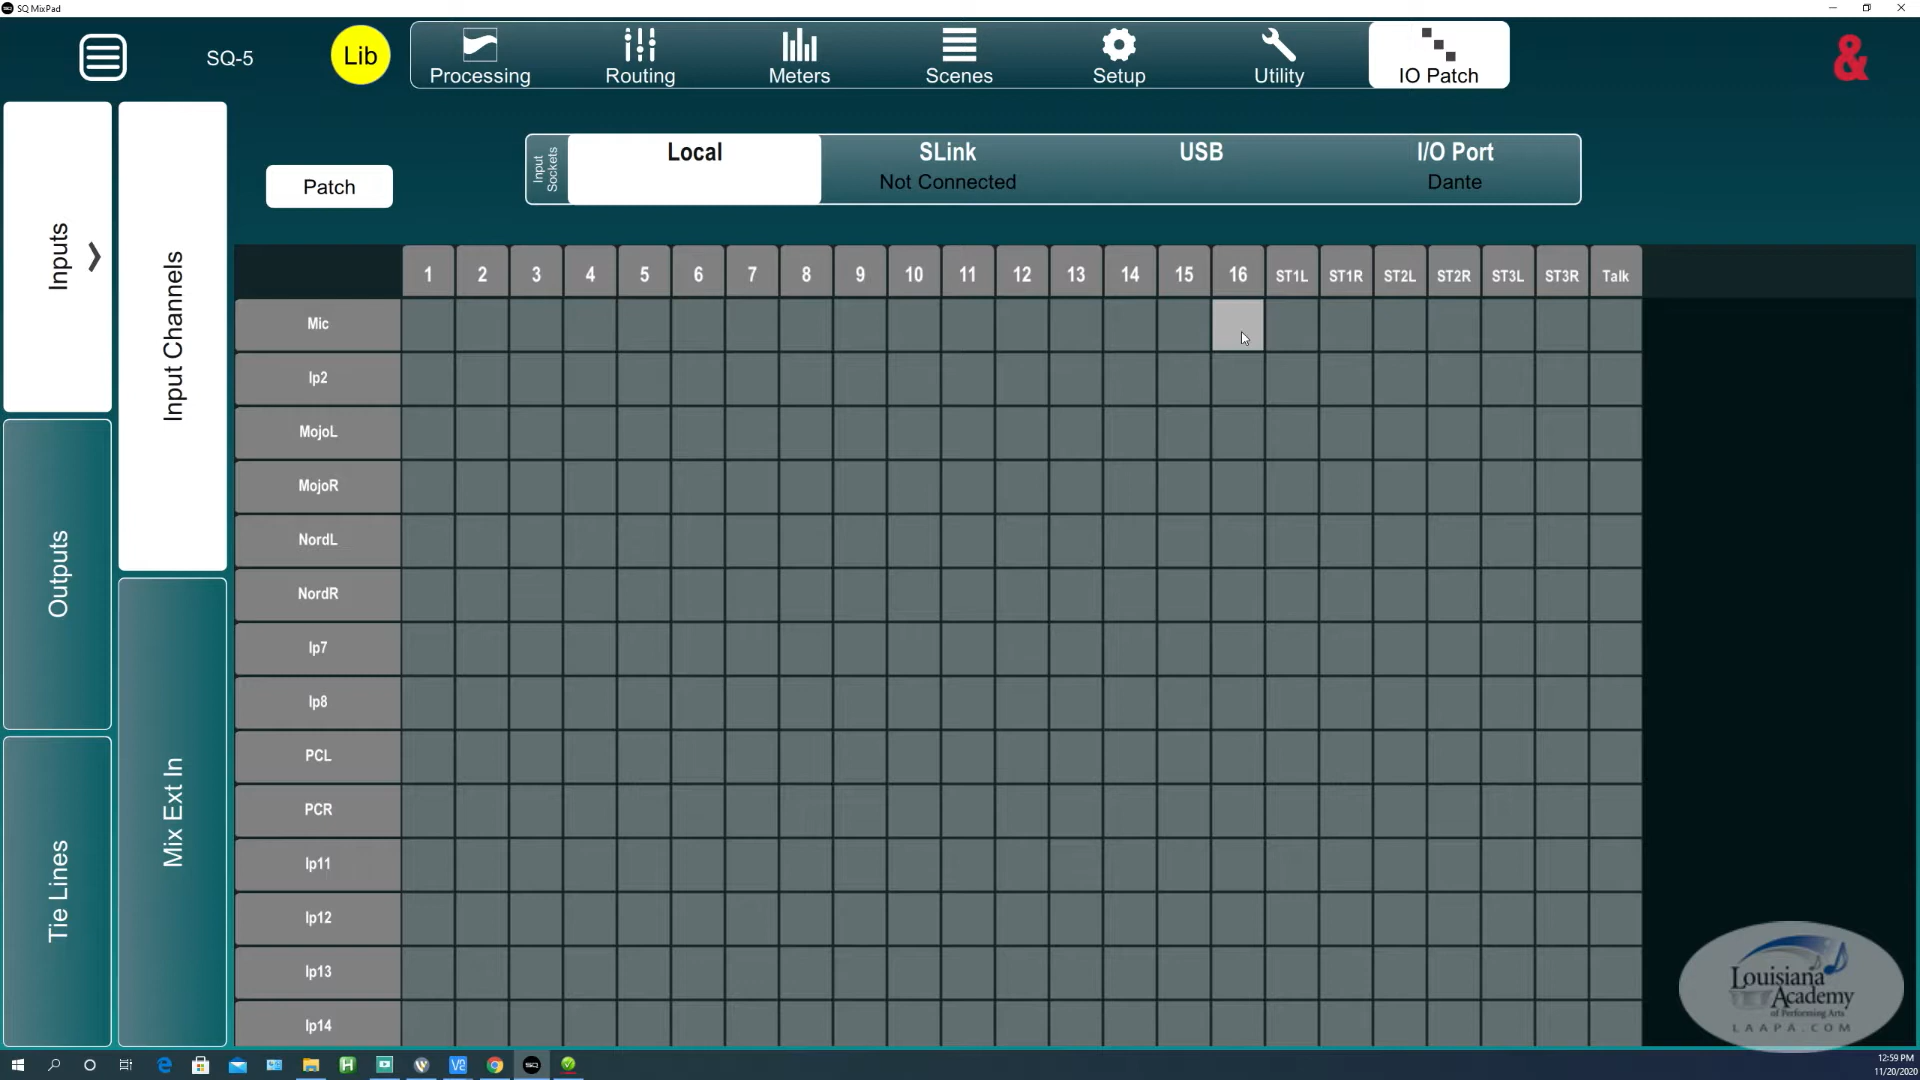 SQ MixPad
SQ-5
Lib
Processing
Routing
Meters
Scenes
Setup
Utility
IO Patch
&
Inputs
Outputs
Tie Lines
Input Channels
Mix Ext In
Patch
Input
Sockets
Local
SLink
Not Connected
USB
I/O Port
Dante
1 2 3 4 5 6 7 8 9 10 11 12 13 14 15 16 ST1L ST1R ST2L ST2R ST3L ST3R Talk
Mic
Ip2
MojoL
MojoR
NordL
NordR
Ip7
Ip8
PCL
PCR
Ip11
Ip12
Ip13
Ip14
Louisiana
Academy
of Performing Arts
LAAPA.COM
12:59 PM
11/20/2020